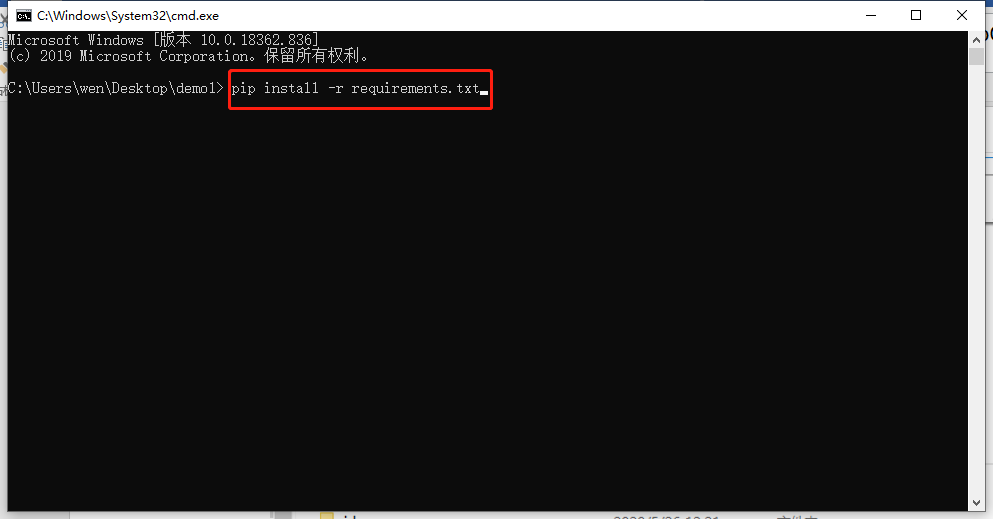 C:\Windows\System32\cmd.exe
Microsoft Windows [版本 10.0.18362.836]
(c) 2019 Microsoft Corporation。保留所有权利。
C:\Users\wen\Desktop\demo1> pip install -r requirements.txt